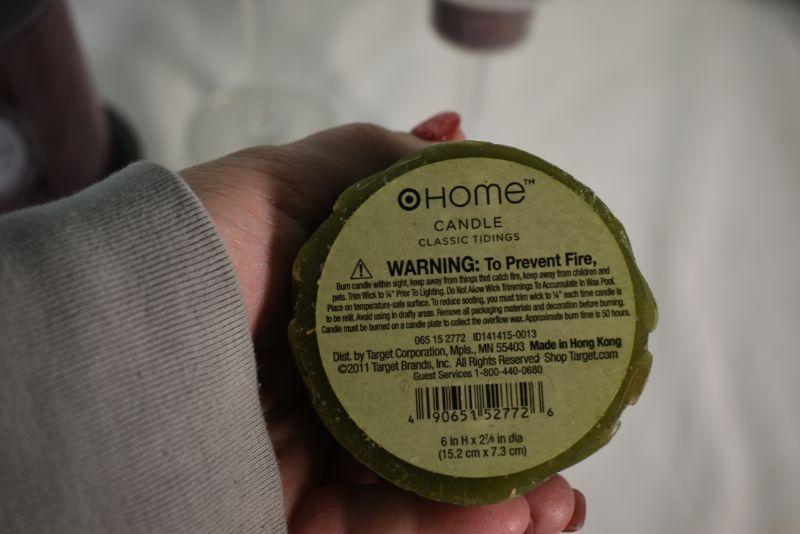 HOME™
CANDLE
CLASSIC TIDINGS
WARNING: To Prevent Fire,
Burn candle within sight, keep away from things that catch fire, keep away from children and
pets. Trim Wick to ¼" Prior To Lighting. Do Not Allow Wick Trimmings To Accumulate In Wax Pool.
Place on temperature-safe surface. To reduce sooting, you must trim wick to ¼" each time candle is
to be relit. Avoid using in drafty areas. Remove all packaging materials and decoration before burning.
Candle must be burned on a candle plate to collect the overflow wax. Approximate burn time is 50 hours.
065 15 2772 ID141415-0013
Dist. by Target Corporation, Mpls., MN 55403 Made in Hong Kong
©2011 Target Brands, Inc. All Rights Reserved Shop Target.com
Guest Services 1-800-440-0680
4 90651 52772 6
6 in H x 2⅞ in dia
(15.2 cm x 7.3 cm)